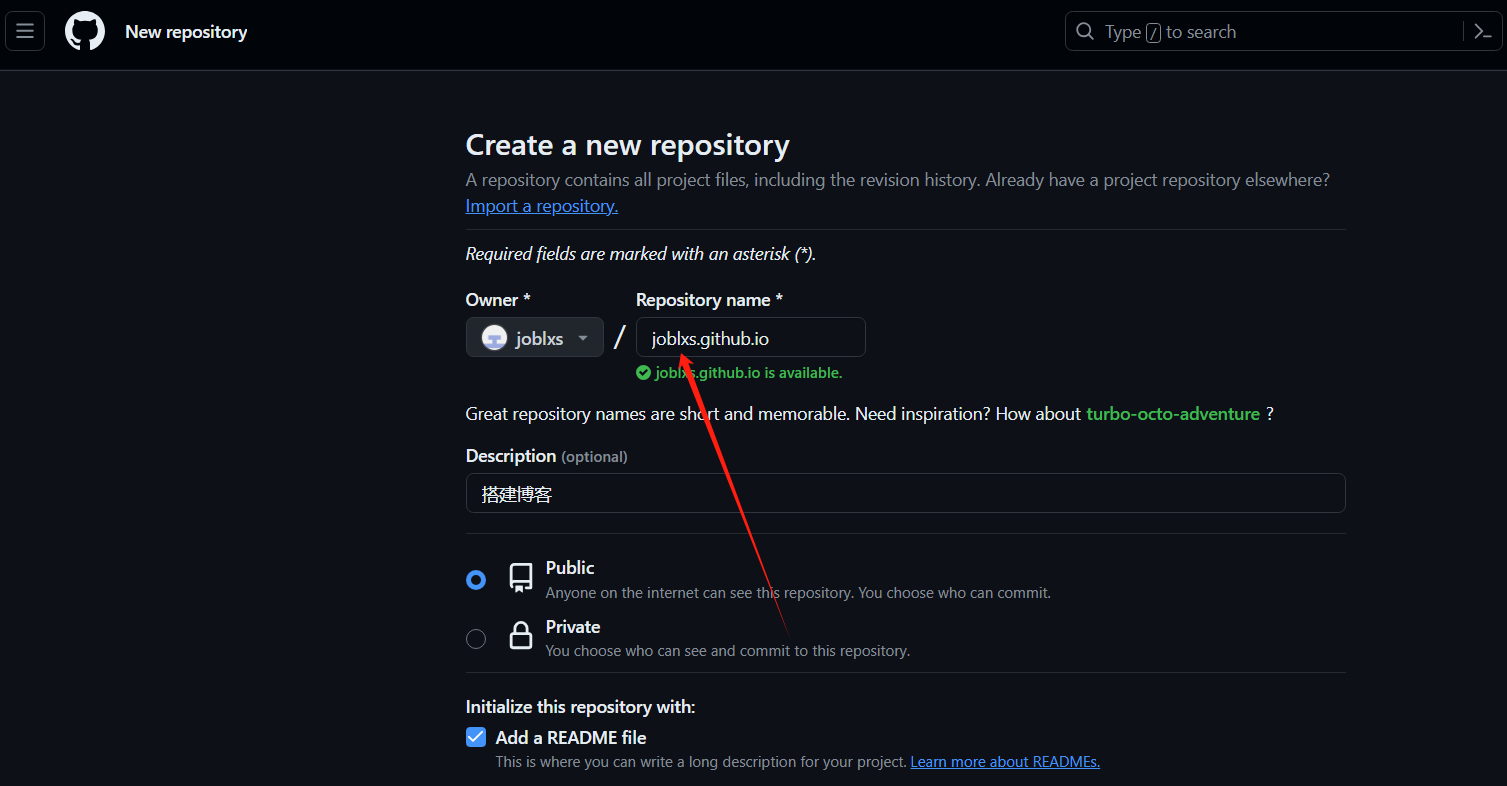 New repository
Type / to search
Create a new repository
A repository contains all project files, including the revision history. Already have a project repository elsewhere?
Import a repository.
Required fields are marked with an asterisk (*).
Owner *
Repository name *
joblxs
/
joblxs.github.io
joblxs.github.io is available.
Great repository names are short and memorable. Need inspiration? How about turbo-octo-adventure ?
Description (optional)
搭建博客
Public
Anyone on the internet can see this repository. You choose who can commit.
Private
You choose who can see and commit to this repository.
Initialize this repository with:
Add a README file
This is where you can write a long description for your project. Learn more about READMEs.